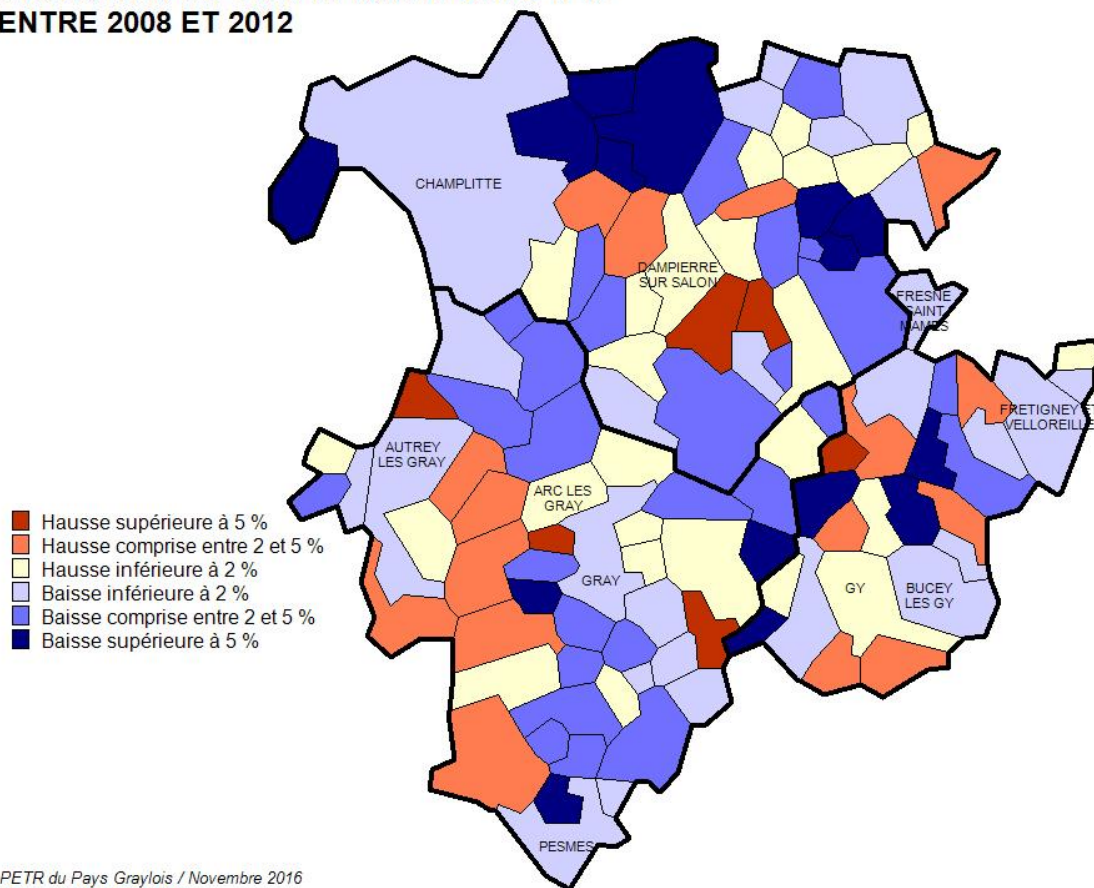 ENTRE 2008 ET 2012
CHAMPLITTE
DAMPIERRE
SUR SALON
FRESNE
SAINT
MAMES
FRETIGNEY ET
VELLOREILLE
AUTREY
LES GRAY
ARC LES
GRAY
GRAY
GY
BUCEY
LES GY
PESMES
Hausse supérieure à 5 %
Hausse comprise entre 2 et 5 %
Hausse inférieure à 2 %
Baisse inférieure à 2 %
Baisse comprise entre 2 et 5 %
Baisse supérieure à 5 %
PETR du Pays Graylois / Novembre 2016